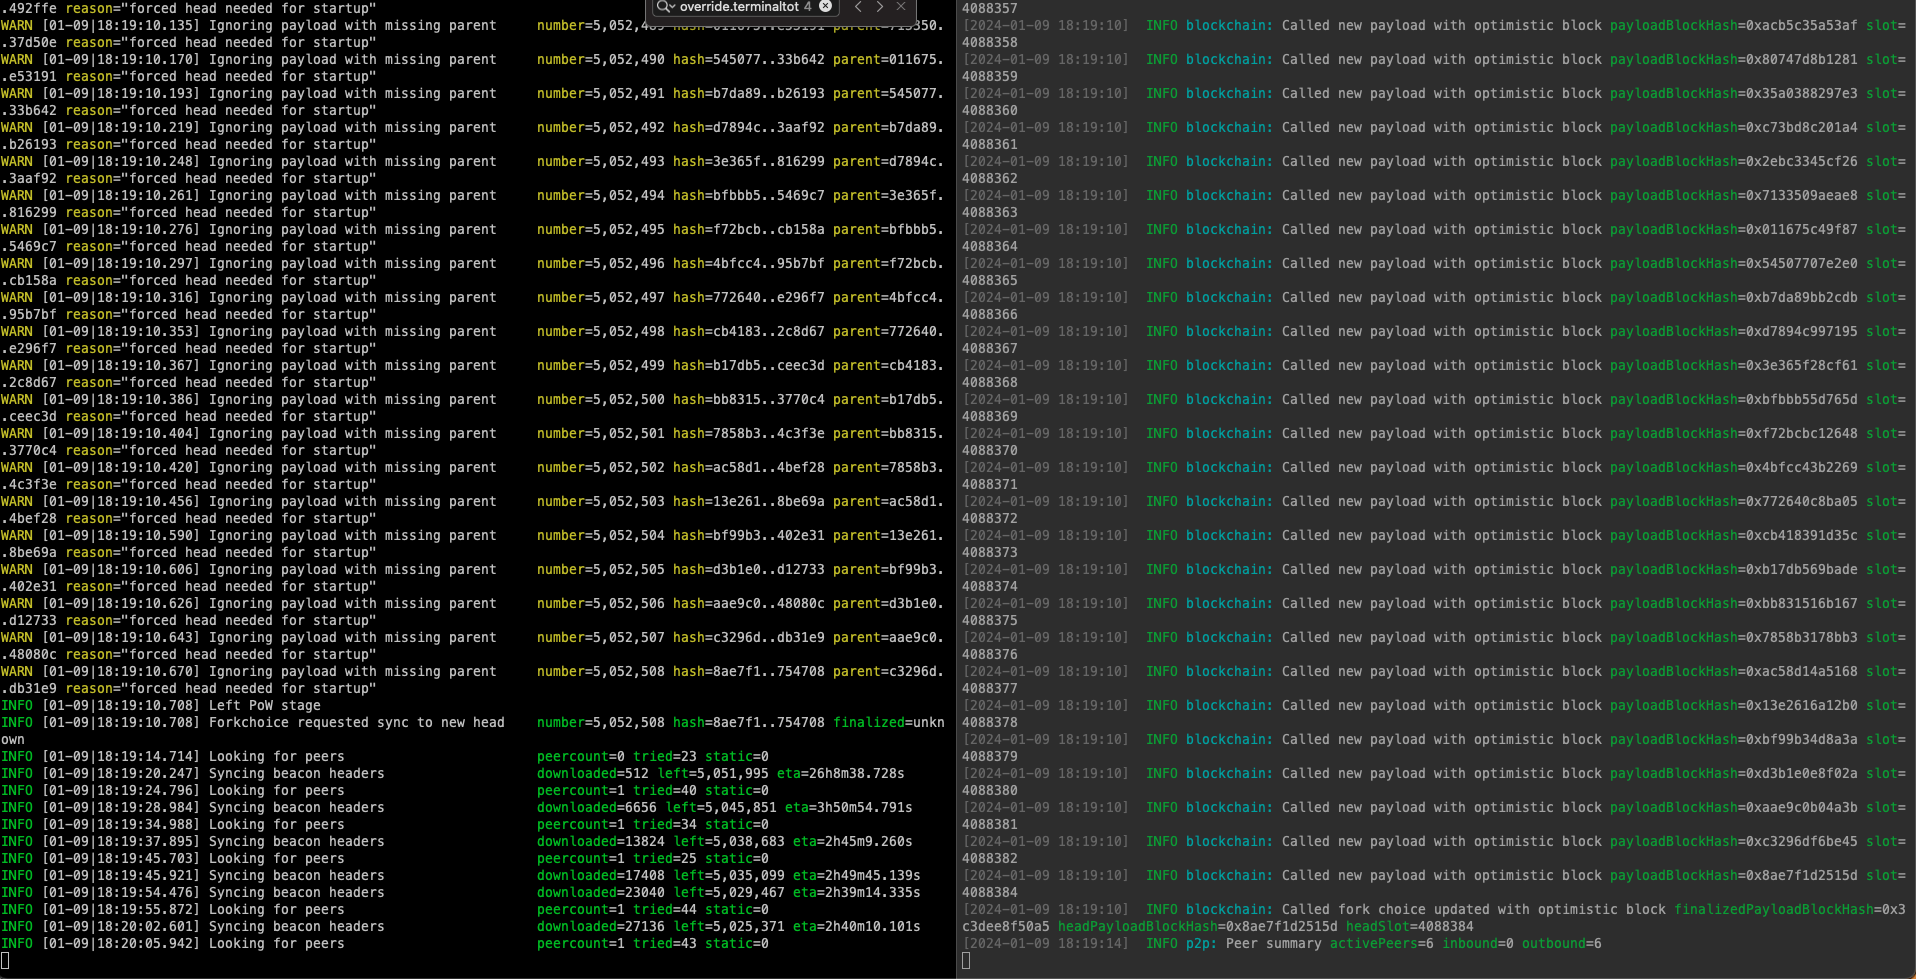 .492ffe reason="forced head needed for startup"
override.terminaltot 4
WARN [01-09|18:19:10.135] Ignoring payload with missing parent
.37d50e reason="forced head needed for startup"
WARN [01-09|18:19:10.170] Ignoring payload with missing parent number=5,052,490 hash=545077..33b642 parent=011675.
.e53191 reason="forced head needed for startup"
WARN [01-09|18:19:10.193] Ignoring payload with missing parent number=5,052,491 hash=b7da89..b26193 parent=545077.
.33b642 reason="forced head needed for startup"
WARN [01-09|18:19:10.219] Ignoring payload with missing parent number=5,052,492 hash=d7894c..3aaf92 parent=b7da89.
.b26193 reason="forced head needed for startup"
WARN [01-09|18:19:10.248] Ignoring payload with missing parent number=5,052,493 hash=3e365f..816299 parent=d7894c.
.3aaf92 reason="forced head needed for startup"
WARN [01-09|18:19:10.261] Ignoring payload with missing parent number=5,052,494 hash=bfbbb5..5469c7 parent=3e365f.
.816299 reason="forced head needed for startup"
WARN [01-09|18:19:10.276] Ignoring payload with missing parent number=5,052,495 hash=f72bcb..cb158a parent=bfbbb5.
.5469c7 reason="forced head needed for startup"
WARN [01-09|18:19:10.297] Ignoring payload with missing parent number=5,052,496 hash=4bfcc4..95b7bf parent=f72bcb.
.cb158a reason="forced head needed for startup"
WARN [01-09|18:19:10.316] Ignoring payload with missing parent number=5,052,497 hash=772640..e296f7 parent=4bfcc4.
.95b7bf reason="forced head needed for startup"
WARN [01-09|18:19:10.353] Ignoring payload with missing parent number=5,052,498 hash=cb4183..2c8d67 parent=772640.
.e296f7 reason="forced head needed for startup"
WARN [01-09|18:19:10.367] Ignoring payload with missing parent number=5,052,499 hash=b17db5..ceec3d parent=cb4183.
.2c8d67 reason="forced head needed for startup"
WARN [01-09|18:19:10.386] Ignoring payload with missing parent number=5,052,500 hash=bb8315..3770c4 parent=b17db5.
.ceec3d reason="forced head needed for startup"
WARN [01-09|18:19:10.404] Ignoring payload with missing parent number=5,052,501 hash=7858b3..4c3f3e parent=bb8315.
.3770c4 reason="forced head needed for startup"
WARN [01-09|18:19:10.420] Ignoring payload with missing parent number=5,052,502 hash=ac58d1..4bef28 parent=7858b3.
.4c3f3e reason="forced head needed for startup"
WARN [01-09|18:19:10.456] Ignoring payload with missing parent number=5,052,503 hash=13e261..8be69a parent=ac58d1.
.4bef28 reason="forced head needed for startup"
WARN [01-09|18:19:10.590] Ignoring payload with missing parent number=5,052,504 hash=bf99b3..402e31 parent=13e261.
.8be69a reason="forced head needed for startup"
WARN [01-09|18:19:10.606] Ignoring payload with missing parent number=5,052,505 hash=d3b1e0..d12733 parent=bf99b3.
.402e31 reason="forced head needed for startup"
WARN [01-09|18:19:10.626] Ignoring payload with missing parent number=5,052,506 hash=aae9c0..48080c parent=d3b1e0.
.d12733 reason="forced head needed for startup"
WARN [01-09|18:19:10.643] Ignoring payload with missing parent number=5,052,507 hash=c3296d..db31e9 parent=aae9c0.
.48080c reason="forced head needed for startup"
WARN [01-09|18:19:10.670] Ignoring payload with missing parent number=5,052,508 hash=8ae7f1..754708 parent=c3296d.
.db31e9 reason="forced head needed for startup"
INFO [01-09|18:19:10.708] Left PoW stage
INFO [01-09|18:19:10.708] Forkchoice requested sync to new head number=5,052,508 hash=8ae7f1..754708 finalized=unkn
own
INFO [01-09|18:19:14.714] Looking for peers peercount=0 tried=23 static=0
INFO [01-09|18:19:20.247] Syncing beacon headers downloaded=512 left=5,051,995 eta=26h8m38.728s
INFO [01-09|18:19:24.796] Looking for peers peercount=1 tried=40 static=0
INFO [01-09|18:19:28.984] Syncing beacon headers downloaded=6656 left=5,045,851 eta=3h50m54.791s
INFO [01-09|18:19:34.988] Looking for peers peercount=1 tried=34 static=0
INFO [01-09|18:19:37.895] Syncing beacon headers downloaded=13824 left=5,038,683 eta=2h45m9.260s
INFO [01-09|18:19:45.703] Looking for peers peercount=1 tried=25 static=0
INFO [01-09|18:19:45.921] Syncing beacon headers downloaded=17408 left=5,035,099 eta=2h49m45.139s
INFO [01-09|18:19:54.476] Syncing beacon headers downloaded=23040 left=5,029,467 eta=2h39m14.335s
INFO [01-09|18:19:55.872] Looking for peers peercount=1 tried=44 static=0
INFO [01-09|18:20:02.601] Syncing beacon headers downloaded=27136 left=5,025,371 eta=2h40m10.101s
INFO [01-09|18:20:05.942] Looking for peers peercount=1 tried=43 static=0
4088357
[2024-01-09 18:19:10] INFO blockchain: Called new payload with optimistic block payloadBlockHash=0xacb5c35a53af slot=
4088358
[2024-01-09 18:19:10] INFO blockchain: Called new payload with optimistic block payloadBlockHash=0x80747d8b1281 slot=
4088359
[2024-01-09 18:19:10] INFO blockchain: Called new payload with optimistic block payloadBlockHash=0x35a0388297e3 slot=
4088360
[2024-01-09 18:19:10] INFO blockchain: Called new payload with optimistic block payloadBlockHash=0xc73bd8c201a4 slot=
4088361
[2024-01-09 18:19:10] INFO blockchain: Called new payload with optimistic block payloadBlockHash=0x2ebc3345cf26 slot=
4088362
[2024-01-09 18:19:10] INFO blockchain: Called new payload with optimistic block payloadBlockHash=0x7133509aeae8 slot=
4088363
[2024-01-09 18:19:10] INFO blockchain: Called new payload with optimistic block payloadBlockHash=0x011675c49f87 slot=
4088364
[2024-01-09 18:19:10] INFO blockchain: Called new payload with optimistic block payloadBlockHash=0x54507707e2e0 slot=
4088365
[2024-01-09 18:19:10] INFO blockchain: Called new payload with optimistic block payloadBlockHash=0xb7da89bb2cdb slot=
4088366
[2024-01-09 18:19:10] INFO blockchain: Called new payload with optimistic block payloadBlockHash=0xd7894c997195 slot=
4088367
[2024-01-09 18:19:10] INFO blockchain: Called new payload with optimistic block payloadBlockHash=0x3e365f28cf61 slot=
4088368
[2024-01-09 18:19:10] INFO blockchain: Called new payload with optimistic block payloadBlockHash=0xbfbbb55d765d slot=
4088369
[2024-01-09 18:19:10] INFO blockchain: Called new payload with optimistic block payloadBlockHash=0xf72bcbc12648 slot=
4088370
[2024-01-09 18:19:10] INFO blockchain: Called new payload with optimistic block payloadBlockHash=0x4bfcc43b2269 slot=
4088371
[2024-01-09 18:19:10] INFO blockchain: Called new payload with optimistic block payloadBlockHash=0x772640c8ba05 slot=
4088372
[2024-01-09 18:19:10] INFO blockchain: Called new payload with optimistic block payloadBlockHash=0xcb418391d35c slot=
4088373
[2024-01-09 18:19:10] INFO blockchain: Called new payload with optimistic block payloadBlockHash=0xb17db569bade slot=
4088374
[2024-01-09 18:19:10] INFO blockchain: Called new payload with optimistic block payloadBlockHash=0xbb831516b167 slot=
4088375
[2024-01-09 18:19:10] INFO blockchain: Called new payload with optimistic block payloadBlockHash=0x7858b3178bb3 slot=
4088376
[2024-01-09 18:19:10] INFO blockchain: Called new payload with optimistic block payloadBlockHash=0xac58d14a5168 slot=
4088377
[2024-01-09 18:19:10] INFO blockchain: Called new payload with optimistic block payloadBlockHash=0x13e2616a12b0 slot=
4088378
[2024-01-09 18:19:10] INFO blockchain: Called new payload with optimistic block payloadBlockHash=0xbf99b34d8a3a slot=
4088379
[2024-01-09 18:19:10] INFO blockchain: Called new payload with optimistic block payloadBlockHash=0xd3b1e0e8f02a slot=
4088380
[2024-01-09 18:19:10] INFO blockchain: Called new payload with optimistic block payloadBlockHash=0xaae9c0b04a3b slot=
4088381
[2024-01-09 18:19:10] INFO blockchain: Called new payload with optimistic block payloadBlockHash=0xc3296df6be45 slot=
4088382
[2024-01-09 18:19:10] INFO blockchain: Called new payload with optimistic block payloadBlockHash=0x8ae7f1d2515d slot=
4088384
[2024-01-09 18:19:10] INFO blockchain: Called fork choice updated with optimistic block finalizedPayloadBlockHash=0x3
c3dee8f50a5 headPayloadBlockHash=0x8ae7f1d2515d headSlot=4088384
[2024-01-09 18:19:14] INFO p2p: Peer summary activePeers=6 inbound=0 outbound=6